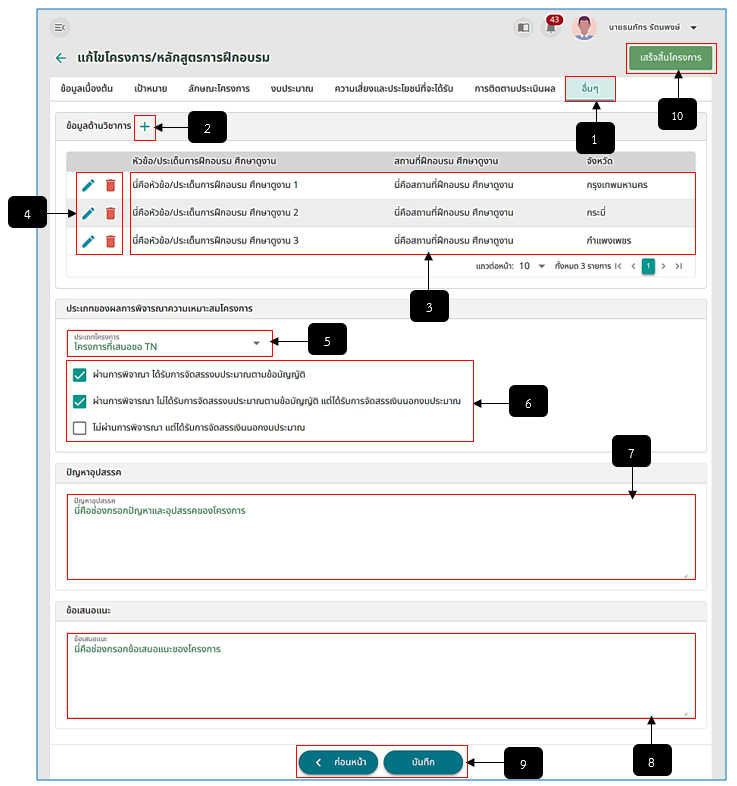 43
นายธนภัทร รัตนพงษ์
แก้ไขโครงการ/หลักสูตรการฝึกอบรม
เสร็จสิ้นโครงการ
ข้อมูลเบื้องต้น เป้าหมาย ลักษณะโครงการ งบประมาณ ความเสี่ยงและประโยชน์ที่จะได้รับ การติดตามประเมินผล อื่นๆ
10
1
ข้อมูลด้านวิชาการ
2
หัวข้อ/ประเด็นการฝึกอบรม ศึกษาดูงาน สถานที่ฝึกอบรม ศึกษาดูงาน จังหวัด
นี่คือหัวข้อ/ประเด็นการฝึกอบรม ศึกษาดูงาน 1 นี่คือสถานที่ฝึกอบรม ศึกษาดูงาน กรุงเทพมหานคร
4
นี่คือหัวข้อ/ประเด็นการฝึกอบรม ศึกษาดูงาน 2 นี่คือสถานที่ฝึกอบรม ศึกษาดูงาน กระบี่
นี่คือหัวข้อ/ประเด็นการฝึกอบรม ศึกษาดูงาน 3 นี่คือสถานที่ฝึกอบรม ศึกษาดูงาน กำแพงเพชร
แถวต่อหน้า: 10 ทั้งหมด 3 รายการ 1
3
ประเภทของผลการพิจารณาความเหมาะสมโครงการ
ประเภทโครงการ
โครงการที่เสนอขอ TN
5
ผ่านการพิจาณา ได้รับการจัดสรรงบประมาณตามข้อบัญญัติ
ผ่านการพิจารณา ไม่ได้รับการจัดสรรงบประมาณตามข้อบัญญัติ แต่ได้รับการจัดสรรเงินนอกงบประมาณ
6
ไม่ผ่านการพิจารณา แต่ได้รับการจัดสรรเงินนอกงบประมาณ
7
ปัญหาอุปสรรค
ปัญหาอุปสรรค
นี่คือช่องกรอกปัญหาและอุปสรรคของโครงการ
ข้อเสนอแนะ
ข้อเสนอแนะ
นี่คือช่องกรอกข้อเสนอแนะของโครงการ
8
ก่อนหน้า บันทึก
9